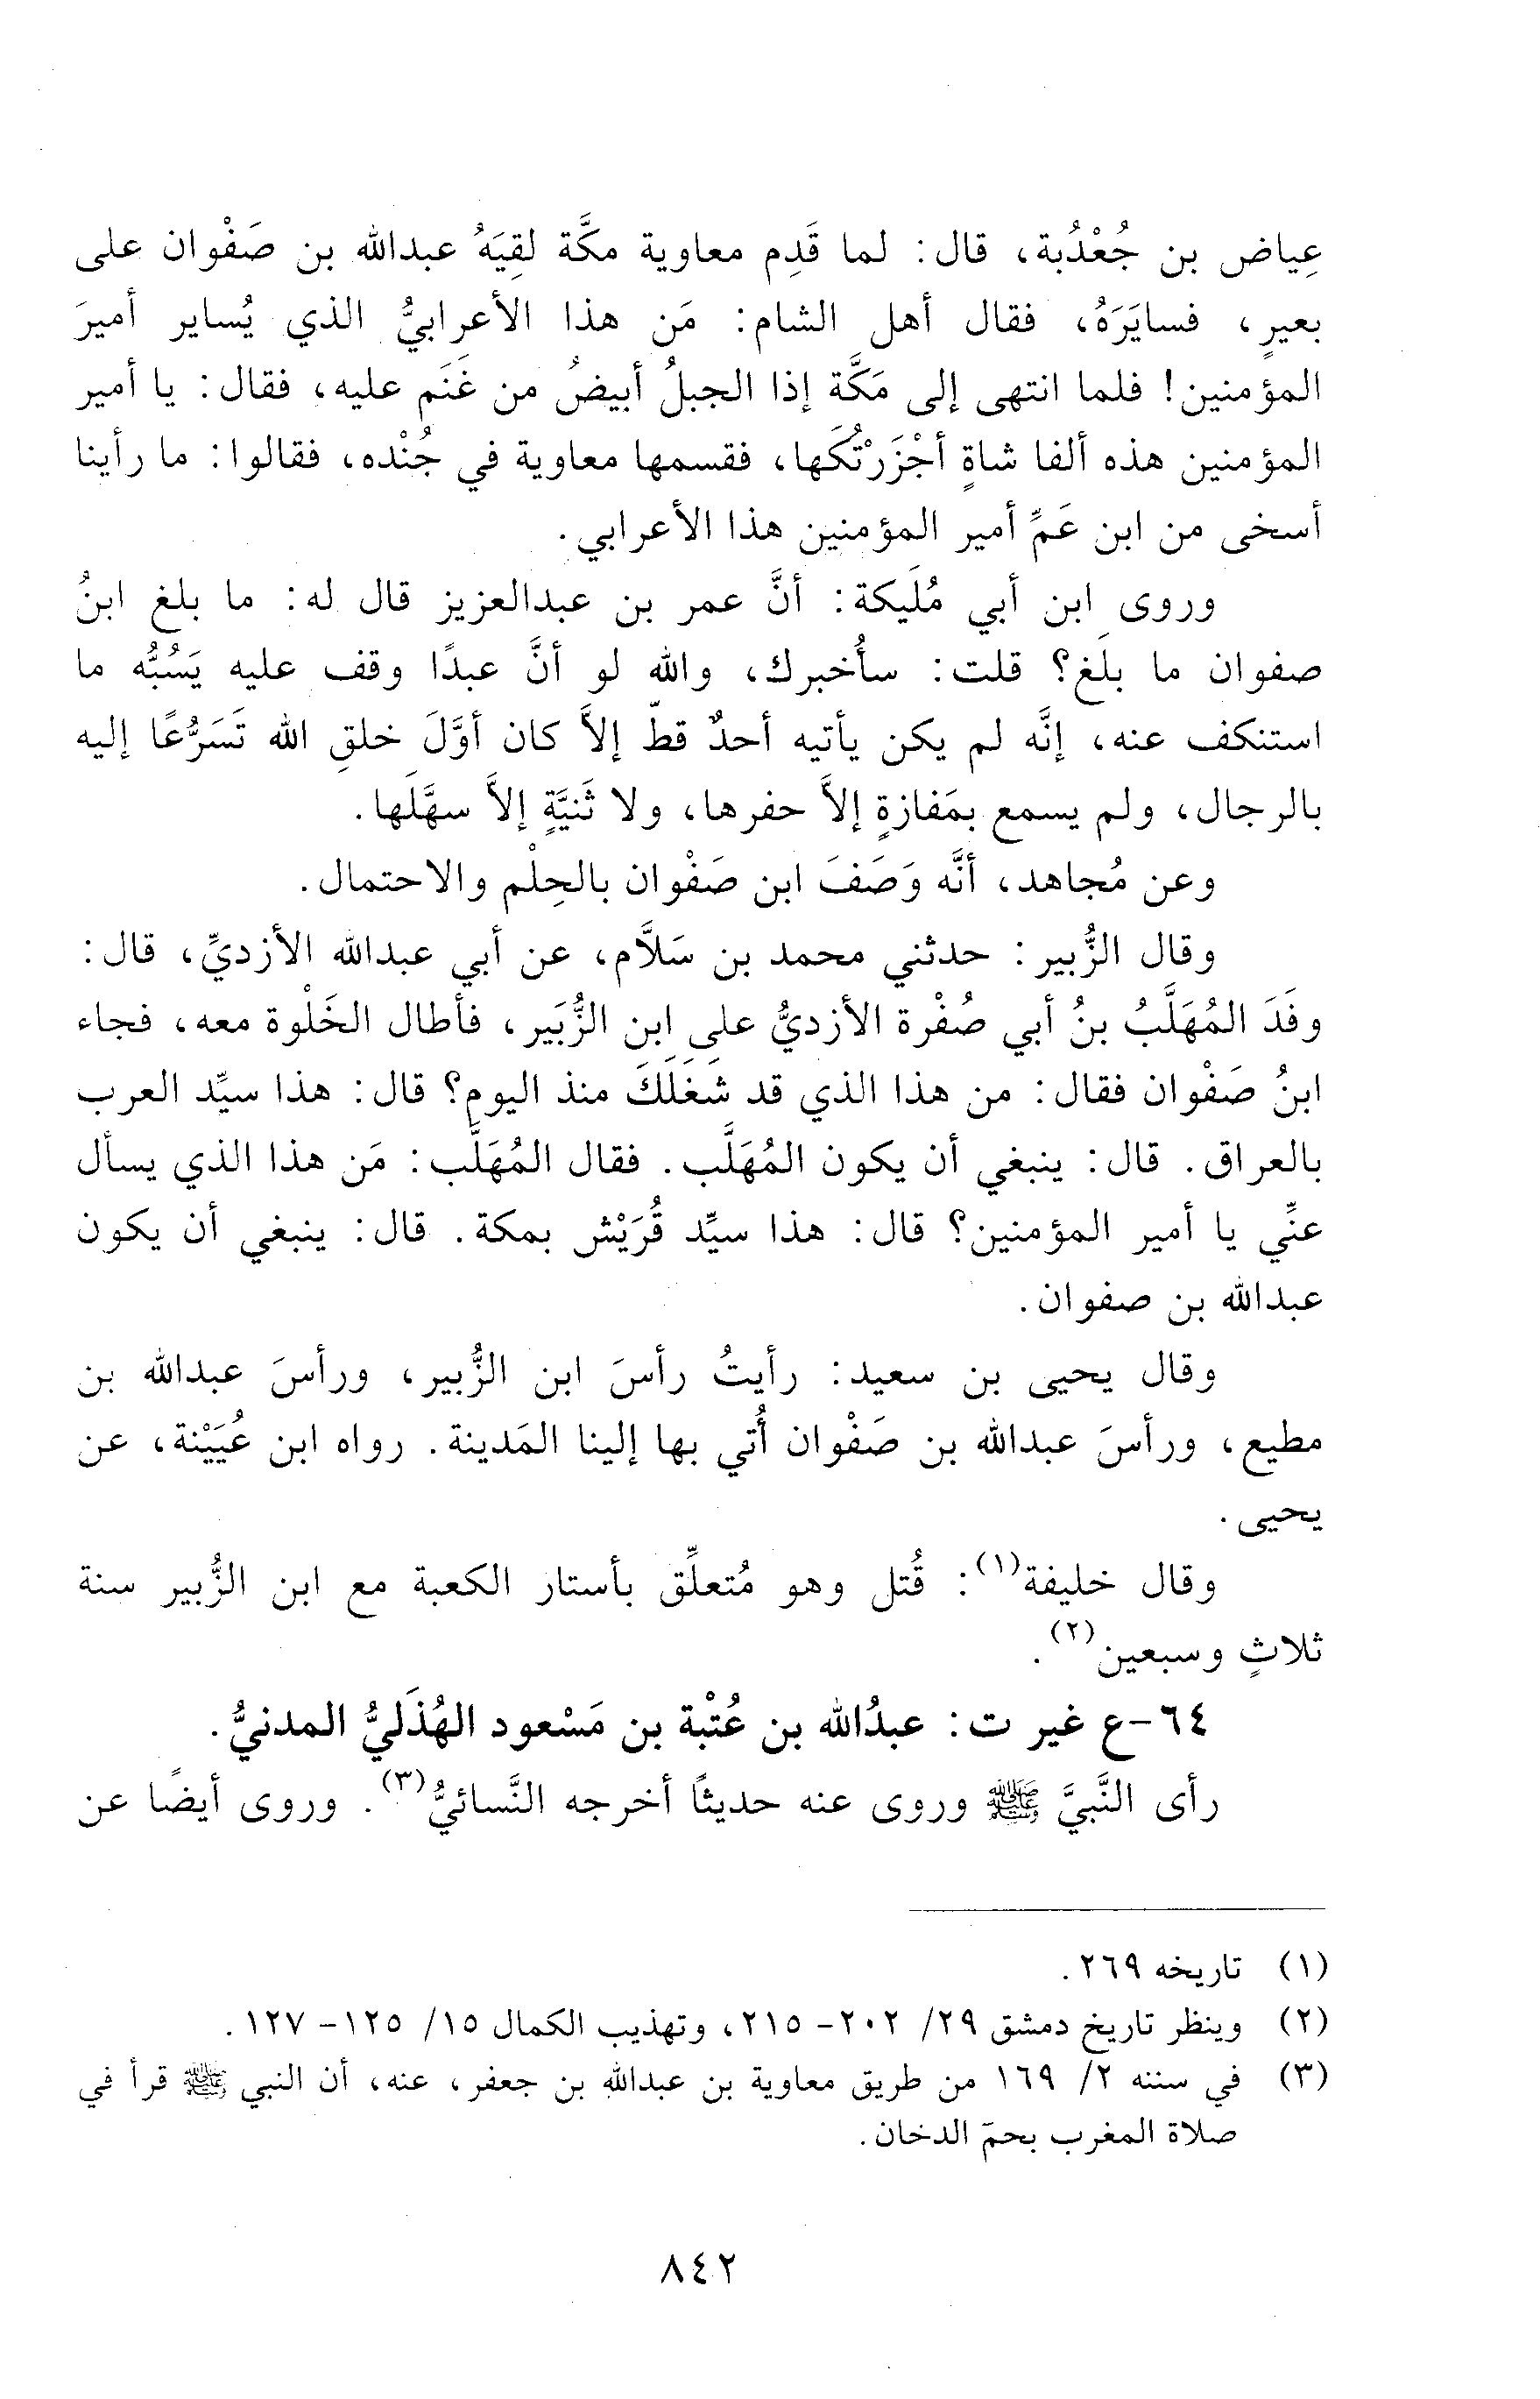 عِياض بن جُعْدُبة، قال: لما قَدِم معاوية مكَّة لقِيَهُ عبدالله بن صَفْوان على
بعيرٍ، فسايَرَهُ، فقال أهل الشام: مَن هذا الأعرابيُّ الذي يُساير أميرَ
المؤمنين! فلما انتهى إلى مَكَّة إذا الجبلُ أبيضُ من غَنَم عليه، فقال: يا أمير
المؤمنين هذه ألفا شاةٍ أجْزَرْتُكَها، فقسمها معاوية في جُنْده، فقالوا: ما رأينا
أسخى من ابن عَمِّ أمير المؤمنين هذا الأعرابي.
وروى ابن أبي مُلَيكة: أنَّ عمر بن عبدالعزيز قال له: ما بلغ ابنُ
صفوان ما بلَغ؟ قلت: سأُخبرك، والله لو أنَّ عبدًا وقف عليه يَسُبُّه ما
استنكف عنه، إنَّه لم يكن يأتيه أحدٌ قطّ إلاَّ كان أوَّلَ خلقِ الله تَسَرُّعًا إليه
بالرجال، ولم يسمع بمَفازةٍ إلاَّ حفرها، ولا ثَنيَّةٍ إلاَّ سهَّلَها.
وعن مُجاهد، أنَّه وَصَفَ ابن صَفْوان بالحِلْم والاحتمال.
وقال الزُّبير: حدثني محمد بن سَلاَّم، عن أبي عبدالله الأزديِّ، قال:
وفَدَ المُهَلَّبُ بنُ أبي صُفْرة الأزديُّ على ابن الزُّبَير، فأطال الخَلْوة معه، فجاء
ابنُ صَفْوان فقال: من هذا الذي قد شَغَلَكَ منذ اليوم؟ قال: هذا سيِّد العرب
بالعراق. قال: ينبغي أن يكون المُهَلَّب. فقال المُهَلَّب: مَن هذا الذي يسأل
عنِّي يا أمير المؤمنين؟ قال: هذا سيِّد قُرَيْش بمكة. قال: ينبغي أن يكون
عبدالله بن صفوان.
وقال يحيى بن سعيد: رأيتُ رأسَ ابن الزُّبير، ورأسَ عبدالله بن
مطيع، ورأسَ عبدالله بن صَفْوان أُتي بها إلينا المَدينة. رواه ابن عُيَيْنة، عن
يحيى.
وقال خليفة(١): قُتل وهو مُتعلِّق بأستار الكعبة مع ابن الزُّبير سنة
ثلاثٍ وسبعين(٢).
٦٤-ع غير ت: عبدُالله بن عُتْبة بن مَسْعود الهُذَليُّ المدنيُّ.
رأى النَّبيَّ ﷺ وروى عنه حديثًا أخرجه النَّسائيُّ(٣). وروى أيضًا عن
(١) تاريخه ٢٦٩.
(٢) وينظر تاريخ دمشق ٢٩/ ٢٠٢- ٢١٥، وتهذيب الكمال ١٥/ ١٢٥- ١٢٧.
(٣) في سننه ٢/ ١٦٩ من طريق معاوية بن عبدالله بن جعفر، عنه، أن النبي ﷺ قرأ في
صلاة المغرب بحمّ الدخان.
٨٤٢